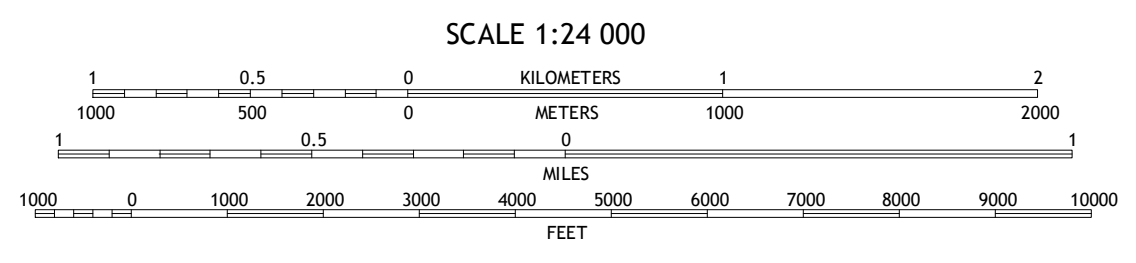 SCALE 1:24 000
1 0.5 0 KILOMETERS 1 2
1000 500 0 METERS 1000 2000
1 0.5 0 1
MILES
1000 0 1000 2000 3000 4000 5000 6000 7000 8000 9000 10000
FEET